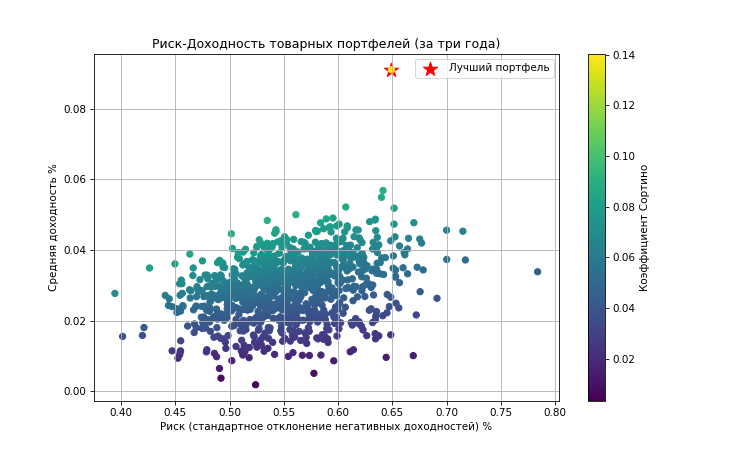 Риск-Доходность товарных портфелей (за три года)
Лучший портфель
Средняя доходность %
0.08
0.06
0.04
0.02
0.00
0.40 0.45 0.50 0.55 0.60 0.65 0.70 0.75 0.80
Риск (стандартное отклонение негативных доходностей) %
0.14
0.12
0.10
0.08
0.06
0.04
0.02
Коэффициент Сортино